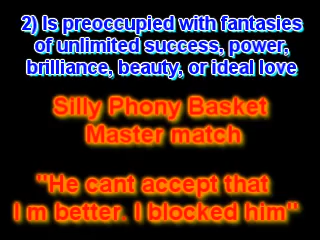 2) Is preoccupied with fantasies
of unlimited success, power,
brilliance, beauty, or ideal love
Silly Phony Basket
Master match
"He cant accept that
I m better. I blocked him"